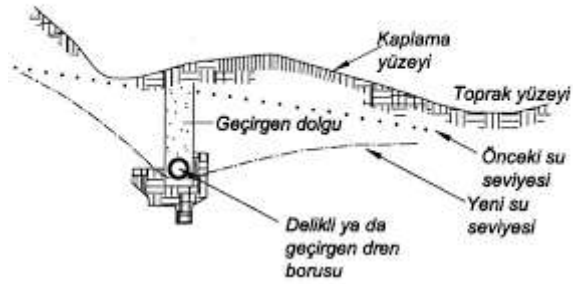 Kaplama
yüzeyi
Toprak yüzeyi
Geçirgen dolgu
Önceki su
seviyesi
Yeni su
seviyesi
Delikli ya da
geçirgen dren
borusu